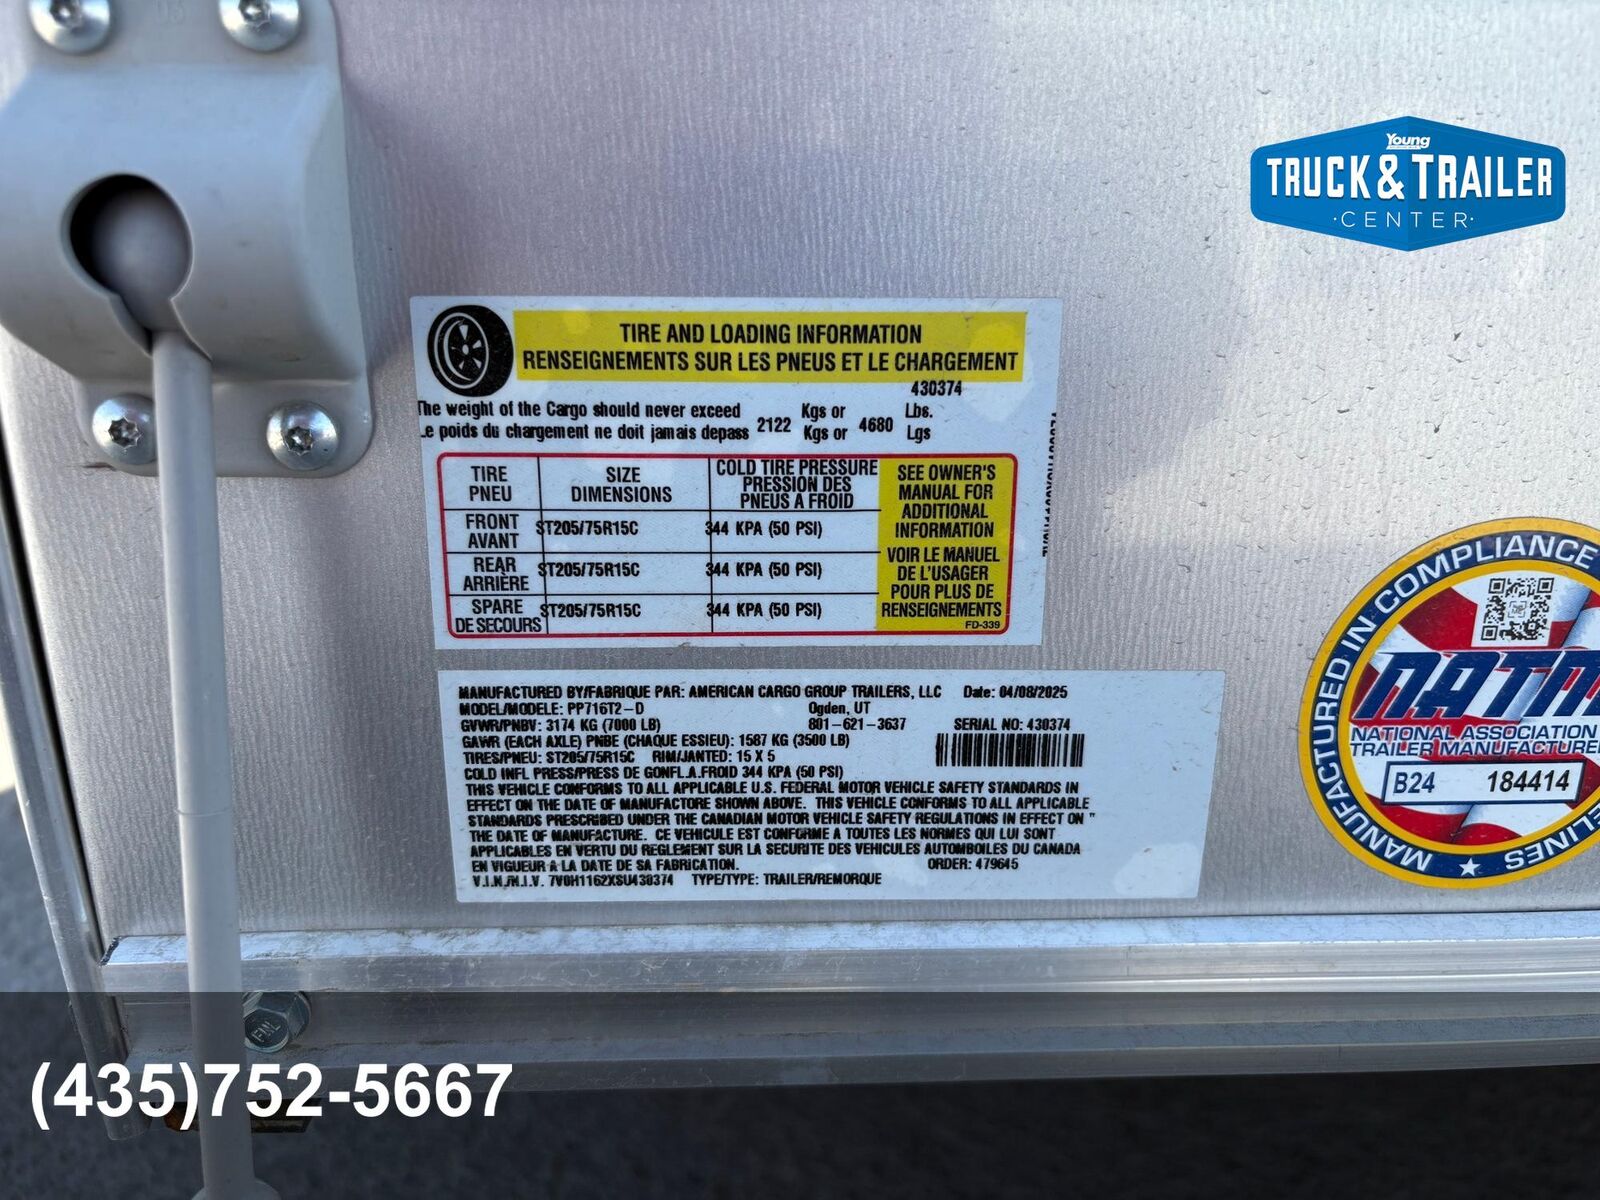 Young
TRUCK & TRAILER
·CENTER·
TIRE AND LOADING INFORMATION
RENSEIGNEMENTS SUR LES PNEUS ET LE CHARGEMENT
430374
The weight of the Cargo should never exceed 2122 Kgs or 4680 Lbs.
Le poids du chargement ne doit jamais depass Kgs or Lgs
TIRE SIZE COLD TIRE PRESSURE
PNEU DIMENSIONS PRESSION DES
PNEUS A FROID
FRONT ST205/75R15C 344 KPA (50 PSI)
AVANT
REAR ST205/75R15C 344 KPA (50 PSI)
ARRIÈRE
SPARE ST205/75R15C 344 KPA (50 PSI)
DE SECOURS
SEE OWNER'S
MANUAL FOR
ADDITIONAL
INFORMATION
VOIR LE MANUEL
DE L'USAGER
POUR PLUS DE
RENSEIGNEMENTS
FD-339
MANUFACTURED BY/FABRIQUE PAR: AMERICAN CARGO GROUP TRAILERS, LLC Date: 04/08/2025
MODEL/MODELE: PP716T2-D Ogden, UT
GVWR/PNBV: 3174 KG (7000 LB) 801-621-3637 SERIAL NO: 430374
GAWR (EACH AXLE) PNBE (CHAQUE ESSIEU): 1587 KG (3500 LB)
TIRES/PNEU: ST205/75R15C RIM/JANTED: 15 X 5
COLD INFL PRESS/PRESS DE GONFL.A.FROID 344 KPA (50 PSI)
THIS VEHICLE CONFORMS TO ALL APPLICABLE U.S. FEDERAL MOTOR VEHICLE SAFETY STANDARDS IN
EFFECT ON THE DATE OF MANUFACTORE SHOWN ABOVE. THIS VEHICLE CONFORMS TO ALL APPLICABLE
STANDARDS PRESCRIBED UNDER THE CANADIAN MOTOR VEHICLE SAFETY REGULATIONS IN EFFECT ON "
THE DATE OF MANUFACTURE. CE VEHICULE EST CONFORME A TOUTES LES NORMES QUI LUI SONT
APPLICABLES EN VERTU DU REGLEMENT SUR LA SECURITE DES VEHICULES AUTOMBOILES DU CANADA
EN VIGUEUR A LA DATE DE SA FABRICATION. ORDER: 479645
V.I.N./N.I.V. 7V0H1162XSU430374 TYPE/TYPE: TRAILER/REMORQUE
MANUFACTURED IN COMPLIANCE
NATIONAL ASSOCIATION
TRAILER MANUFACTURE
B24 184414
FNL
(435)752-5667